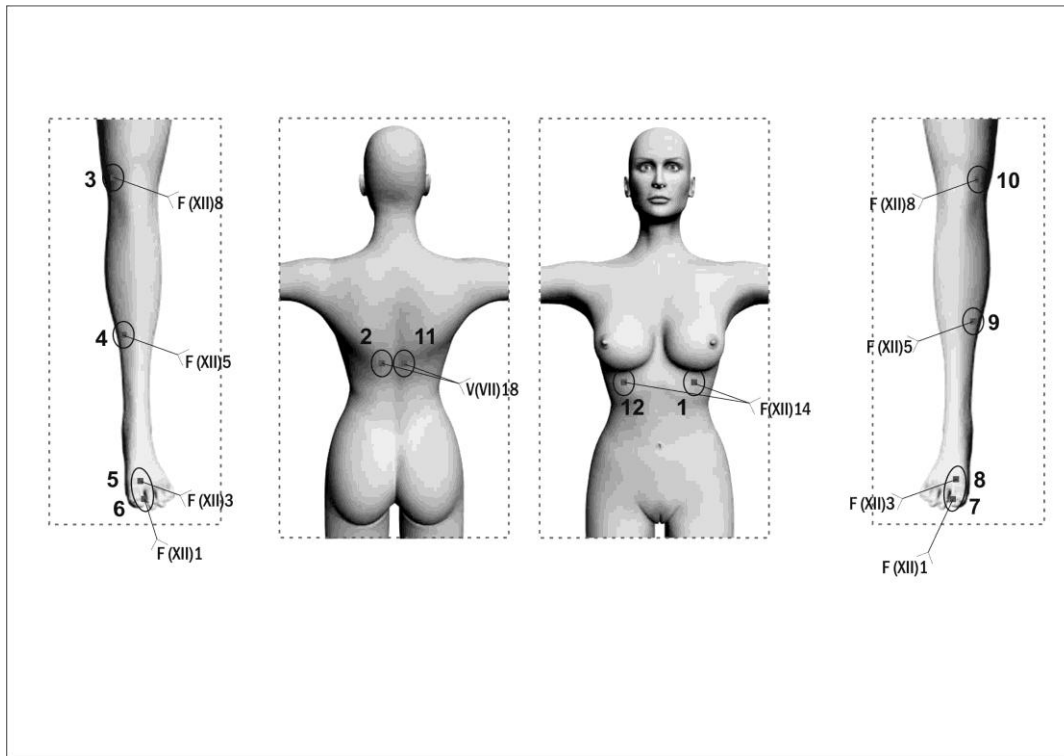 3
F (XII)8
4
F (XII)5
5
F (XII)3
6
F (XII)1
2
11
V(VII)18
12
1
F(XII)14
10
F (XII)8
9
F (XII)5
8
F (XII)3
7
F (XII)1